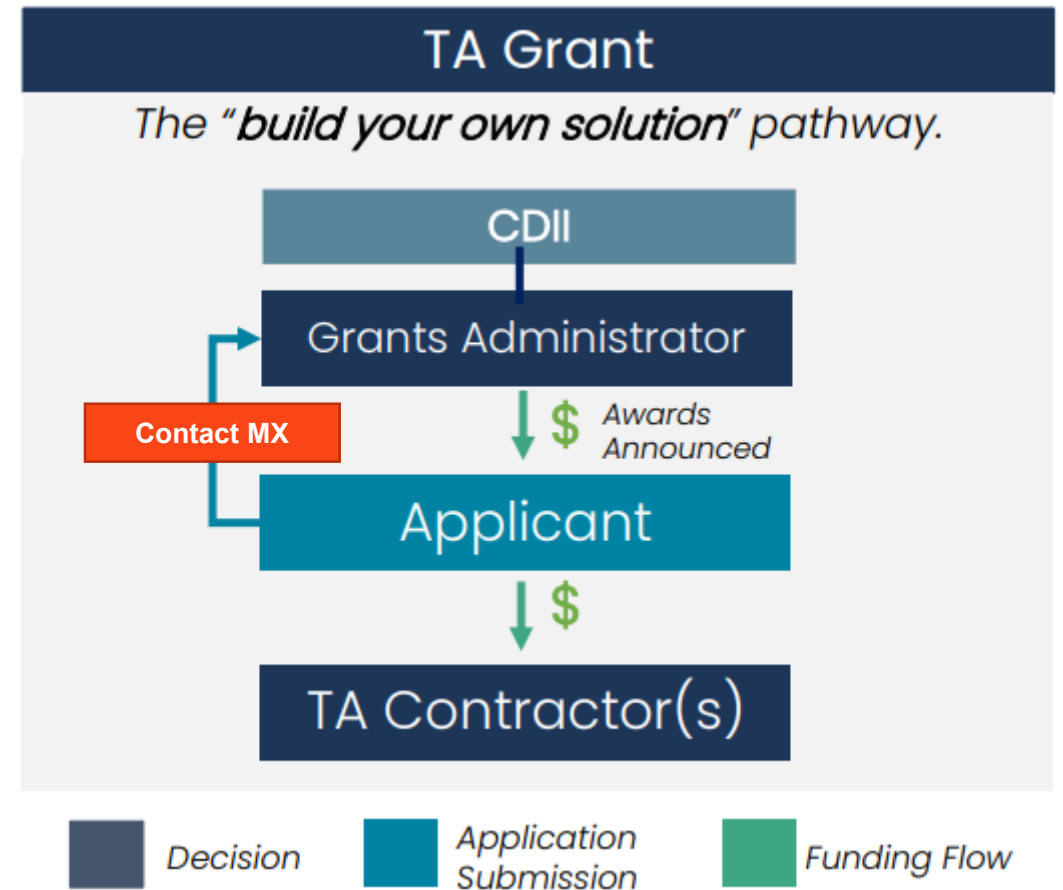 TA Grant
The "build your own solution" pathway.
CDII
Grants Administrator
Contact MX
$
Awards
Announced
Applicant
$
TA Contractor(s)
Decision
Application
Submission
Funding Flow